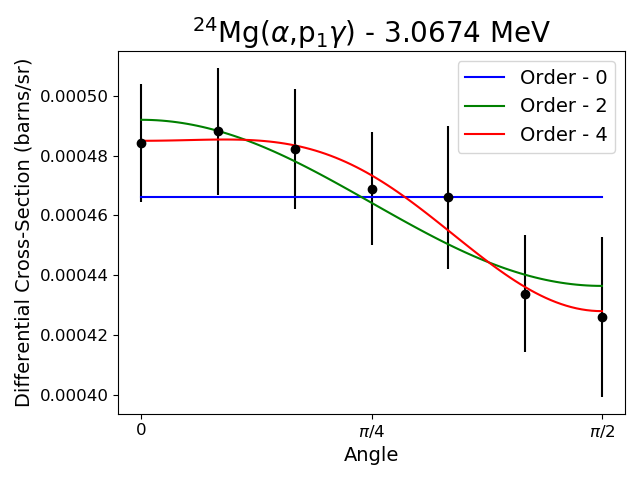 ²⁴Mg(α,p₁γ) - 3.0674 MeV
Differential Cross-Section (barns/sr)
0.00050
0.00048
0.00046
0.00044
0.00042
0.00040
Order - 0
Order - 2
Order - 4
0
π/4
π/2
Angle